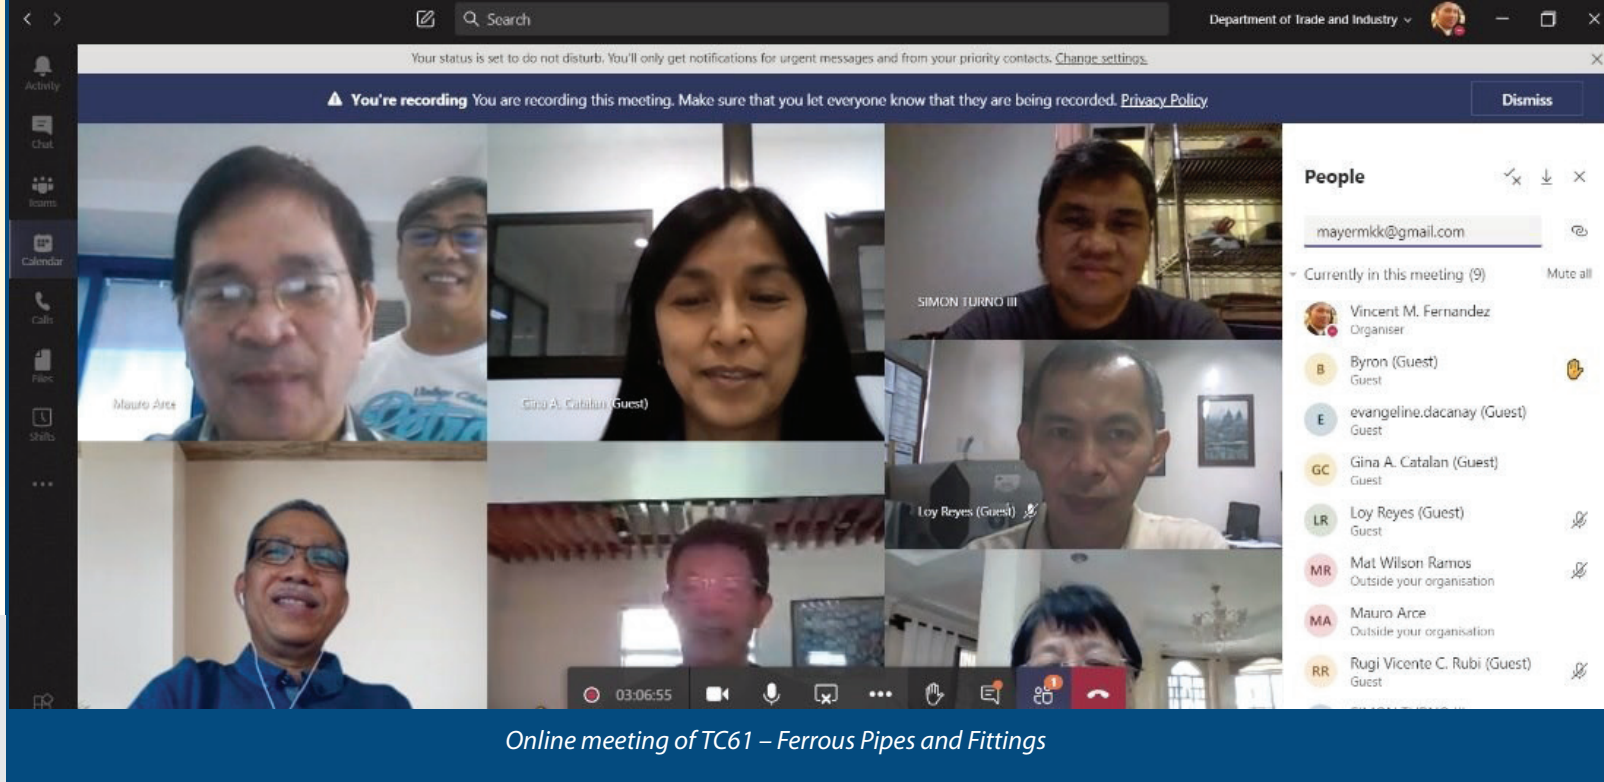 Search
Department of Trade and Industry
Your status is set to do not disturb. You'll only get notifications for urgent messages and from your priority contacts. Change settings.
You're recording You are recording this meeting. Make sure that you let everyone know that they are being recorded. Privacy Policy
Dismiss
Activity
Chat
Teams
Calendar
Calls
Files
Shifts
Mauro Arce
Gina A. Catalan (Guest)
SIMON TURNO III
Loy Reyes (Guest)
03:06:55
1
People
mayermkk@gmail.com
Currently in this meeting (9)
Mute all
Vincent M. Fernandez
Organiser
B
Byron (Guest)
Guest
E
evangeline.dacanay (Guest)
Guest
GC
Gina A. Catalan (Guest)
Guest
LR
Loy Reyes (Guest)
Guest
MR
Mat Wilson Ramos
Outside your organisation
MA
Mauro Arce
Outside your organisation
RR
Rugi Vicente C. Rubi (Guest)
Guest
Online meeting of TC61 – Ferrous Pipes and Fittings